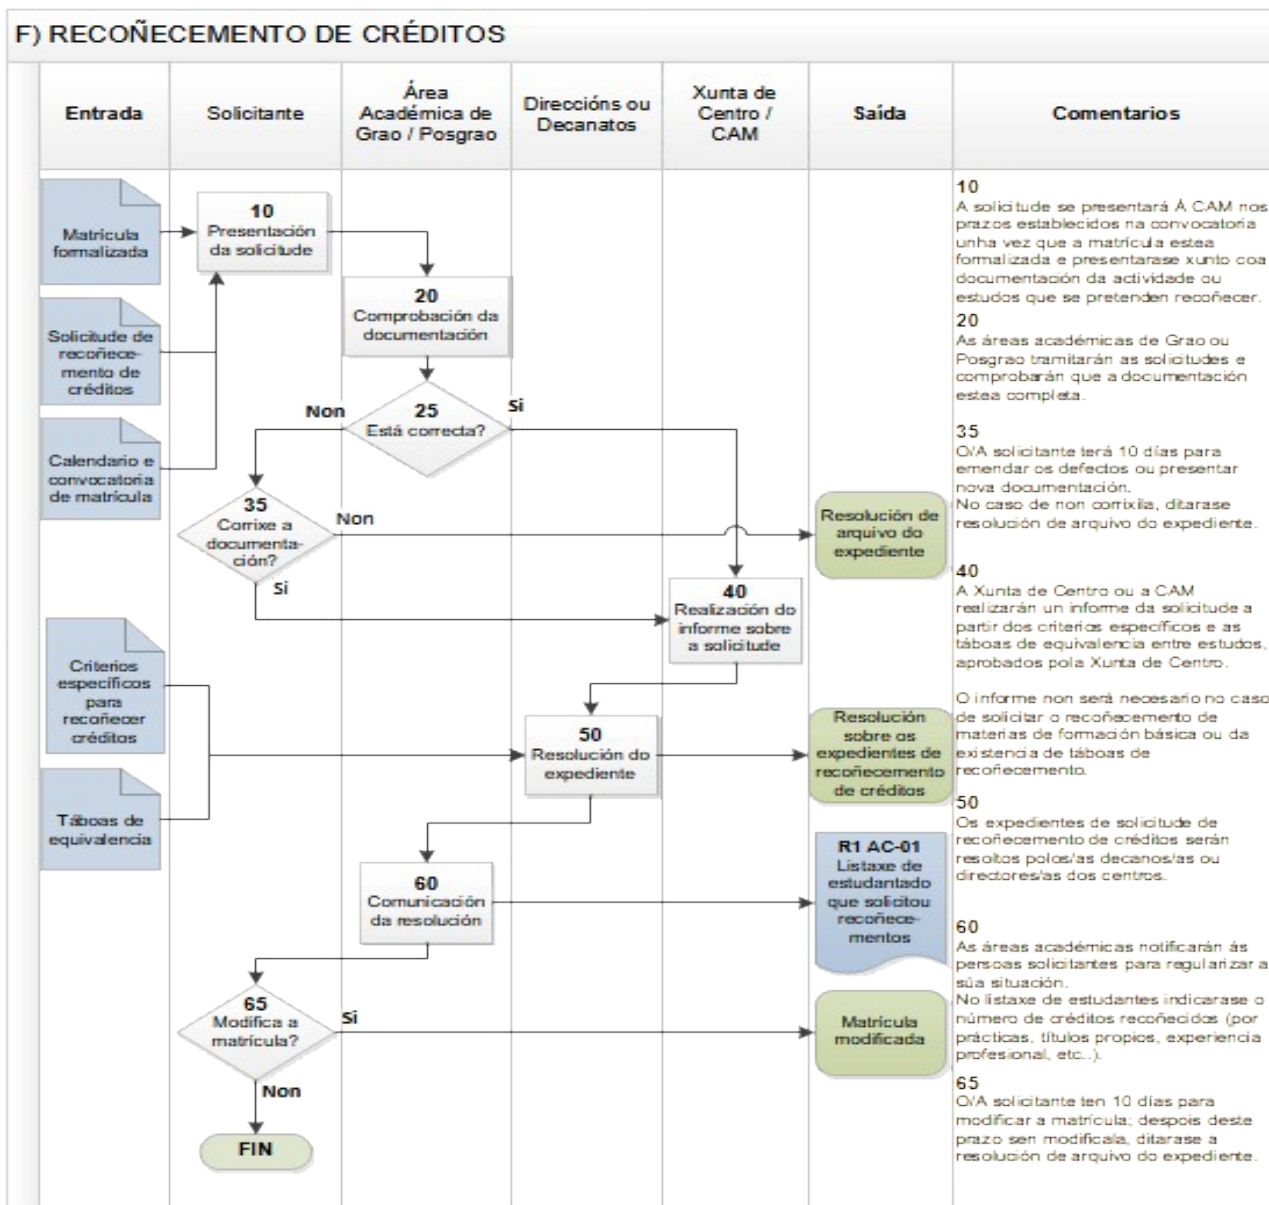 F) RECOÑECEMENTO DE CRÉDITOS
Entrada
Solicitante
Área
Académica de
Grao / Posgrao
Direccións ou
Decanatos
Xunta de
Centro /
CAM
Saída
Comentarios
Matrícula
formalizada
Solicitude de
recoñece-
mento de
créditos
Calendario e
convocatoria
de matrícula
Criterios
específicos
para
recoñecer
créditos
Táboas de
equivalencia
10
Presentación
da solicitude
20
Comprobación da
documentación
25
Está correcta?
Non
Si
35
Corrixe a
documenta-
ción?
Non
Si
40
Realización do
informe sobre
a solicitude
50
Resolución do
expediente
60
Comunicación
da resolución
65
Modifica a
matrícula?
Si
Non
FIN
Resolución de
arquivo do
expediente
Resolución
sobre os
expedientes de
recoñecemento
de créditos
R1 AC-01
Listaxe de
estudantado
que solicitou
recoñece-
mentos
Matrícula
modificada
10
A solicitude se presentará Á CAM nos
prazos establecidos na convocatoria
unha vez que a matrícula estea
formalizada e presentarase xunto coa
documentación da actividade ou
estudos que se pretenden recoñecer.
20
As áreas académicas de Grao ou
Posgrao tramitarán as solicitudes e
comprobarán que a documentación
estea completa.
35
O/A solicitante terá 10 días para
emendar os defectos ou presentar
nova documentación.
No caso de non corrixila, ditarase
resolución de arquivo do expediente.
40
A Xunta de Centro ou a CAM
realizarán un informe da solicitude a
partir dos criterios específicos e as
táboas de equivalencia entre estudos,
aprobados pola Xunta de Centro.
O informe non será necesario no caso
de solicitar o recoñecemento de
materias de formación básica ou da
existencia de táboas de
recoñecemento.
50
Os expedientes de solicitude de
recoñecemento de créditos serán
resoltos polos/as decanos/as ou
directores/as dos centros.
60
As áreas académicas notificarán ás
persoas solicitantes para regularizar a
súa situación.
No listaxe de estudantes indicarase o
número de créditos recoñecidos (por
prácticas, títulos propios, experiencia
profesional, etc..).
65
O/A solicitante ten 10 días para
modificar a matrícula; despois deste
prazo sen modificala, ditarase a
resolución de arquivo do expediente.